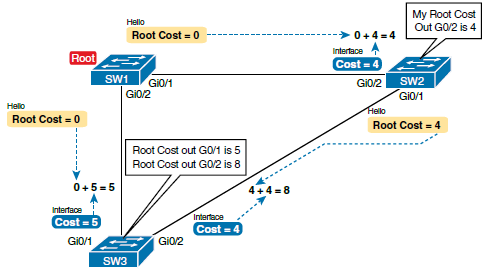 Hello
Root Cost = 0
0 + 4 = 4
My Root Cost
Out G0/2 is 4
Root
Interface
Cost = 4
SW1
Gi0/1
Gi0/2
SW2
Gi0/2
Gi0/1
Hello
Root Cost = 0
Hello
Root Cost = 4
Root Cost out G0/1 is 5
Root Cost out G0/2 is 8
0 + 5 = 5
4 + 4 = 8
Interface
Cost = 5
Interface
Cost = 4
Gi0/1
Gi0/2
SW3